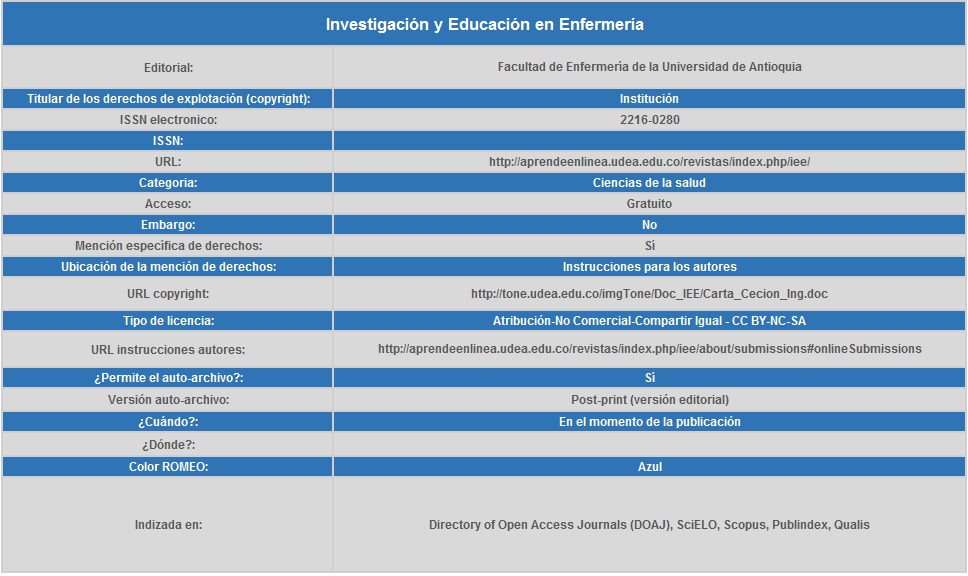 Investigación y Educación en Enfermería
Editorial: Facultad de Enfermería de la Universidad de Antioquia
Titular de los derechos de explotación (copyright): Institución
ISSN electronico: 2216-0280
ISSN:
URL: http://aprendeenlinea.udea.edu.co/revistas/index.php/iee/
Categoria: Ciencias de la salud
Acceso: Gratuito
Embargo: No
Mención específica de derechos: Sí
Ubicación de la mención de derechos: Instrucciones para los autores
URL copyright: http://tone.udea.edu.co/imgTone/Doc_IEE/Carta_Cecion_Ing.doc
Tipo de licencia: Atribución-No Comercial-Compartir Igual - CC BY-NC-SA
URL instrucciones autores: http://aprendeenlinea.udea.edu.co/revistas/index.php/iee/about/submissions#onlineSubmissions
¿Permite el auto-archivo?: Sí
Versión auto-archivo: Post-print (versión editorial)
¿Cuándo?: En el momento de la publicación
¿Dónde?:
Color ROMEO: Azul
Indizada en: Directory of Open Access Journals (DOAJ), SciELO, Scopus, Publindex, Qualis